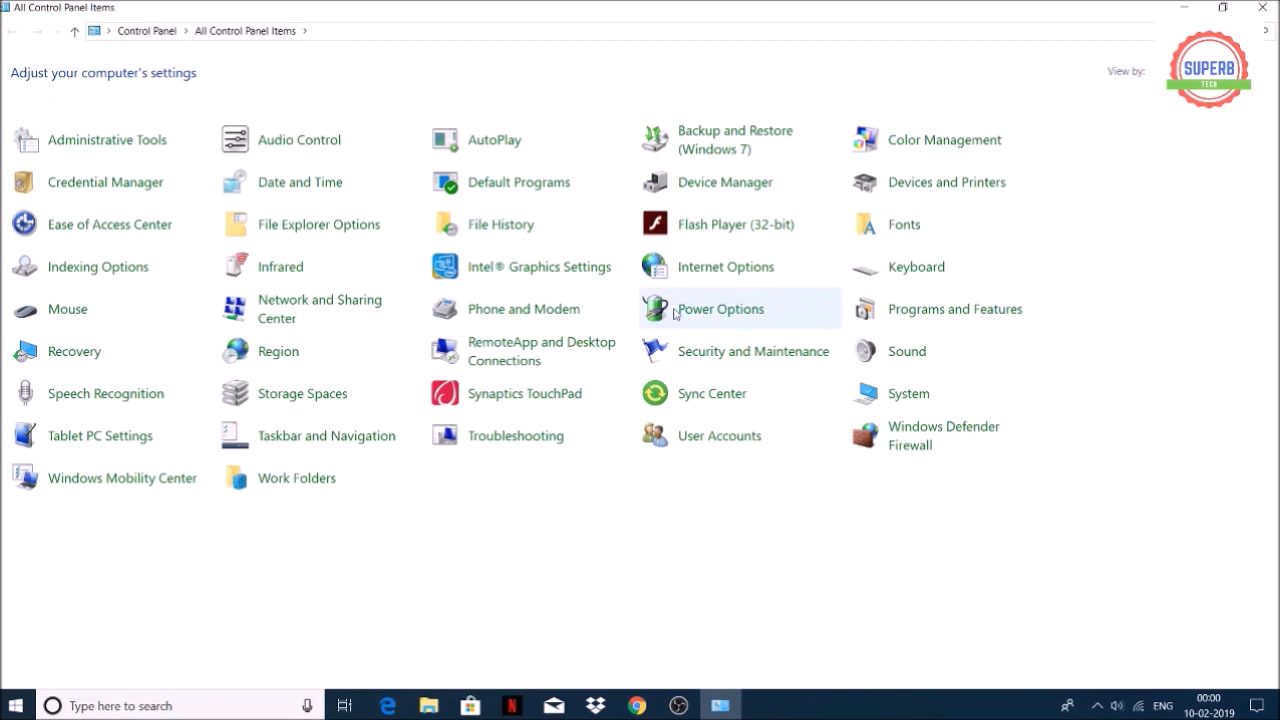 All Control Panel Items
Control Panel
All Control Panel Items
Adjust your computer's settings
View by:
SUPERB
TECH
Administrative Tools
Audio Control
AutoPlay
Backup and Restore
(Windows 7)
Color Management
Credential Manager
Date and Time
Default Programs
Device Manager
Devices and Printers
Ease of Access Center
File Explorer Options
File History
Flash Player (32-bit)
Fonts
Indexing Options
Infrared
Intel® Graphics Settings
Internet Options
Keyboard
Mouse
Network and Sharing
Center
Phone and Modem
Power Options
Programs and Features
Recovery
Region
RemoteApp and Desktop
Connections
Security and Maintenance
Sound
Speech Recognition
Storage Spaces
Synaptics TouchPad
Sync Center
System
Tablet PC Settings
Taskbar and Navigation
Troubleshooting
User Accounts
Windows Defender
Firewall
Windows Mobility Center
Work Folders
Type here to search
ENG
00:00
10-02-2019